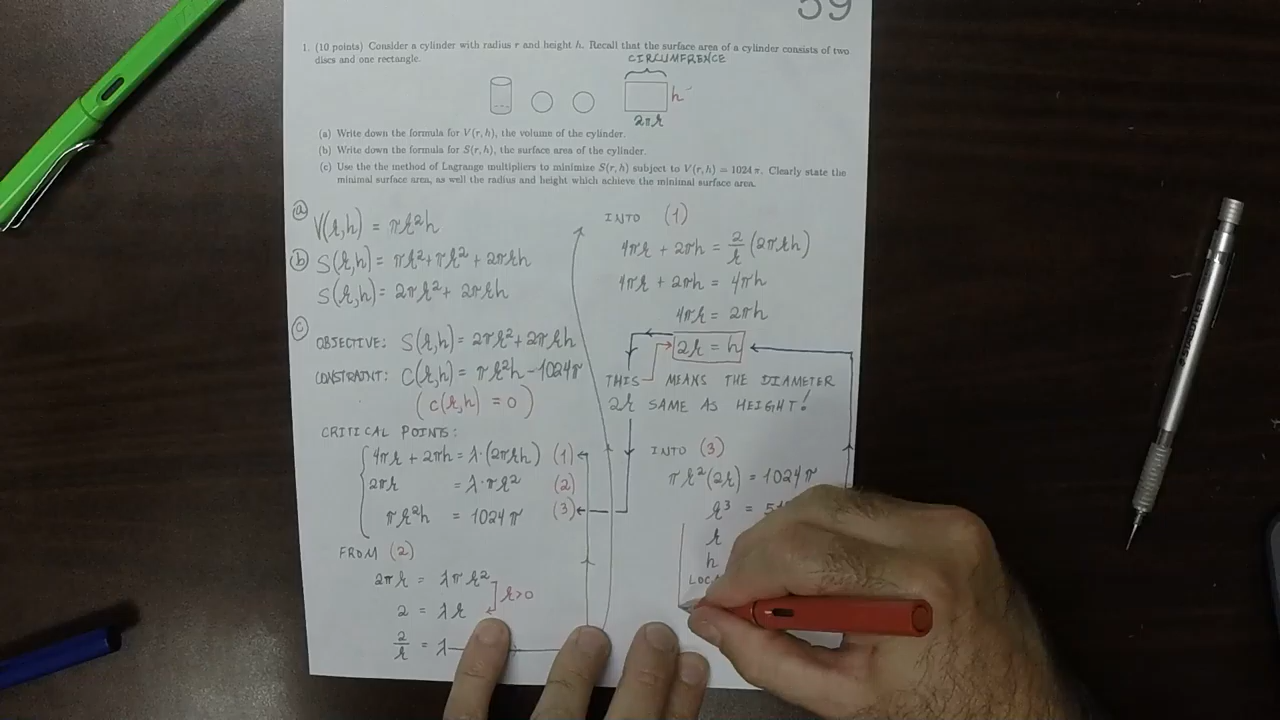 59
1. (10 points) Consider a cylinder with radius r and height h. Recall that the surface area of a cylinder consists of two
discs and one rectangle.
CIRCUMFRENCE
h
2πr
(a) Write down the formula for V(r, h), the volume of the cylinder.
(b) Write down the formula for S(r, h), the surface area of the cylinder.
(c) Use the the method of Lagrange multipliers to minimize S(r, h) subject to V(r, h) = 1024 π. Clearly state the
minimal surface area, as well the radius and height which achieve the minimal surface area.
(a) V(r,h) = πr²h
(b) S(r,h) = πr²+πr² + 2πrh
S(r,h) = 2πr² + 2πrh
(c) OBJECTIVE: S(r,h) = 2πr²+2πrh
CONSTRAINT: C(r,h) = πr²h - 1024π
(C(r,h) = 0)
CRITICAL POINTS:
4πr + 2πh = λ·(2πrh) (1)
2πr = λ·πr² (2)
πr²h = 1024π (3)
FROM (2)
2πr = λπr²
r>0
2 = λr
2/r = λ
INTO (1)
4πr + 2πh = 2/r (2πrh)
4πr + 2πh = 4πh
4πr = 2πh
2r = h
THIS MEANS THE DIAMETER
2r SAME AS HEIGHT!
INTO (3)
πr²(2r) = 1024π
r³ =
r
h